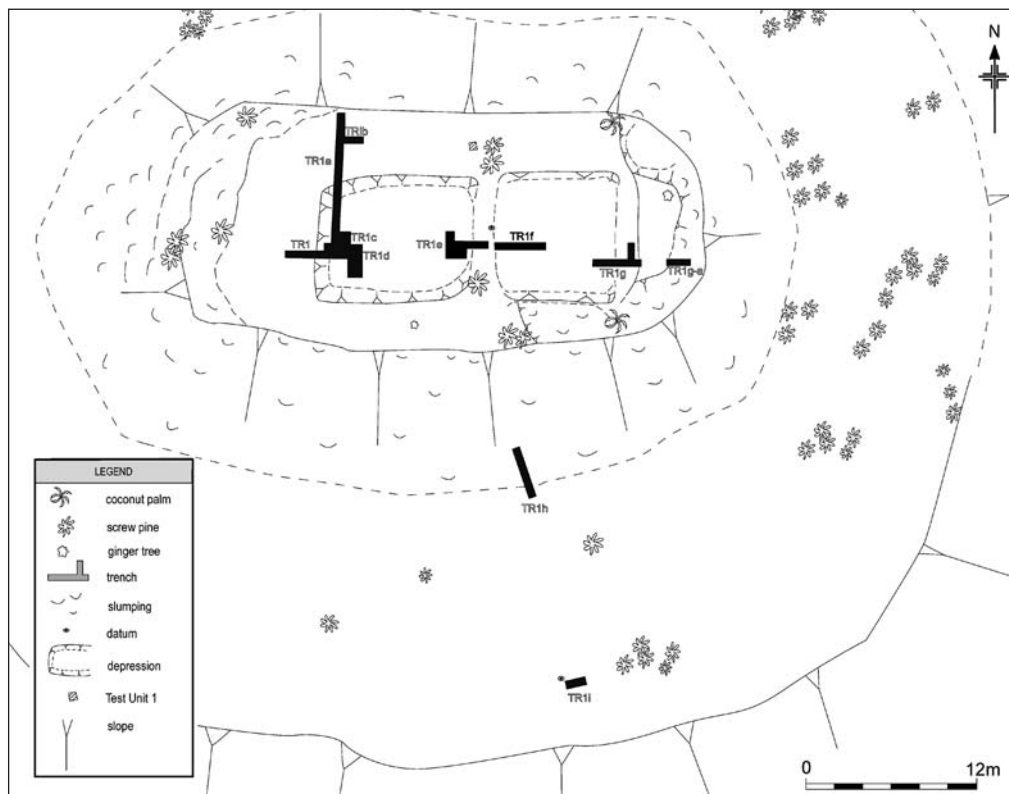 N
TR1b
TR1a
TR1c
TR1
TR1d
TR1e
TR1f
TR1g
TR1g-a
TR1h
TR1i
LEGEND
coconut palm
screw pine
ginger tree
trench
slumping
datum
depression
Test Unit 1
slope
0 12m